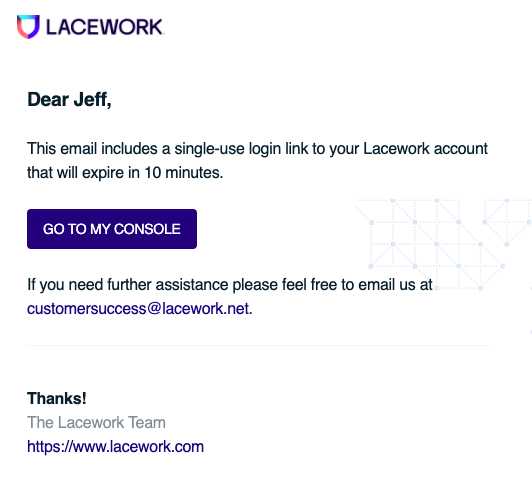 LACEWORK
Dear Jeff,
This email includes a single-use login link to your Lacework account
that will expire in 10 minutes.
GO TO MY CONSOLE
If you need further assistance please feel free to email us at
customersuccess@lacework.net.
Thanks!
The Lacework Team
https://www.lacework.com